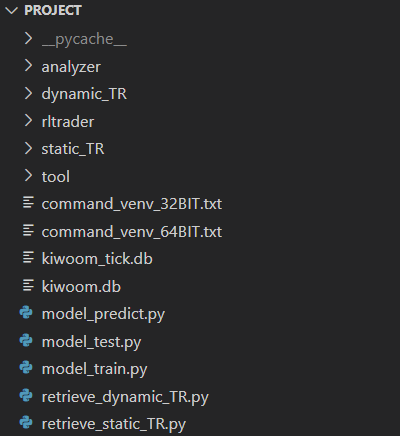 PROJECT
__pycache__
analyzer
dynamic_TR
rltrader
static_TR
tool
command_venv_32BIT.txt
command_venv_64BIT.txt
kiwoom_tick.db
kiwoom.db
model_predict.py
model_test.py
model_train.py
retrieve_dynamic_TR.py
retrieve_static_TR.py